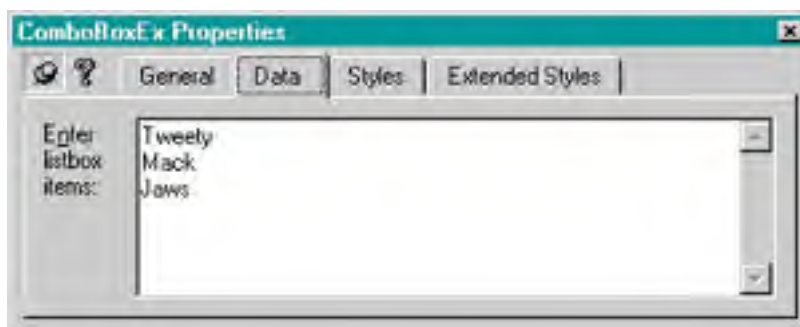 ComboBoxEx Properties
General Data Styles Extended Styles
Enter listbox items:
Tweety
Mack
Jaws